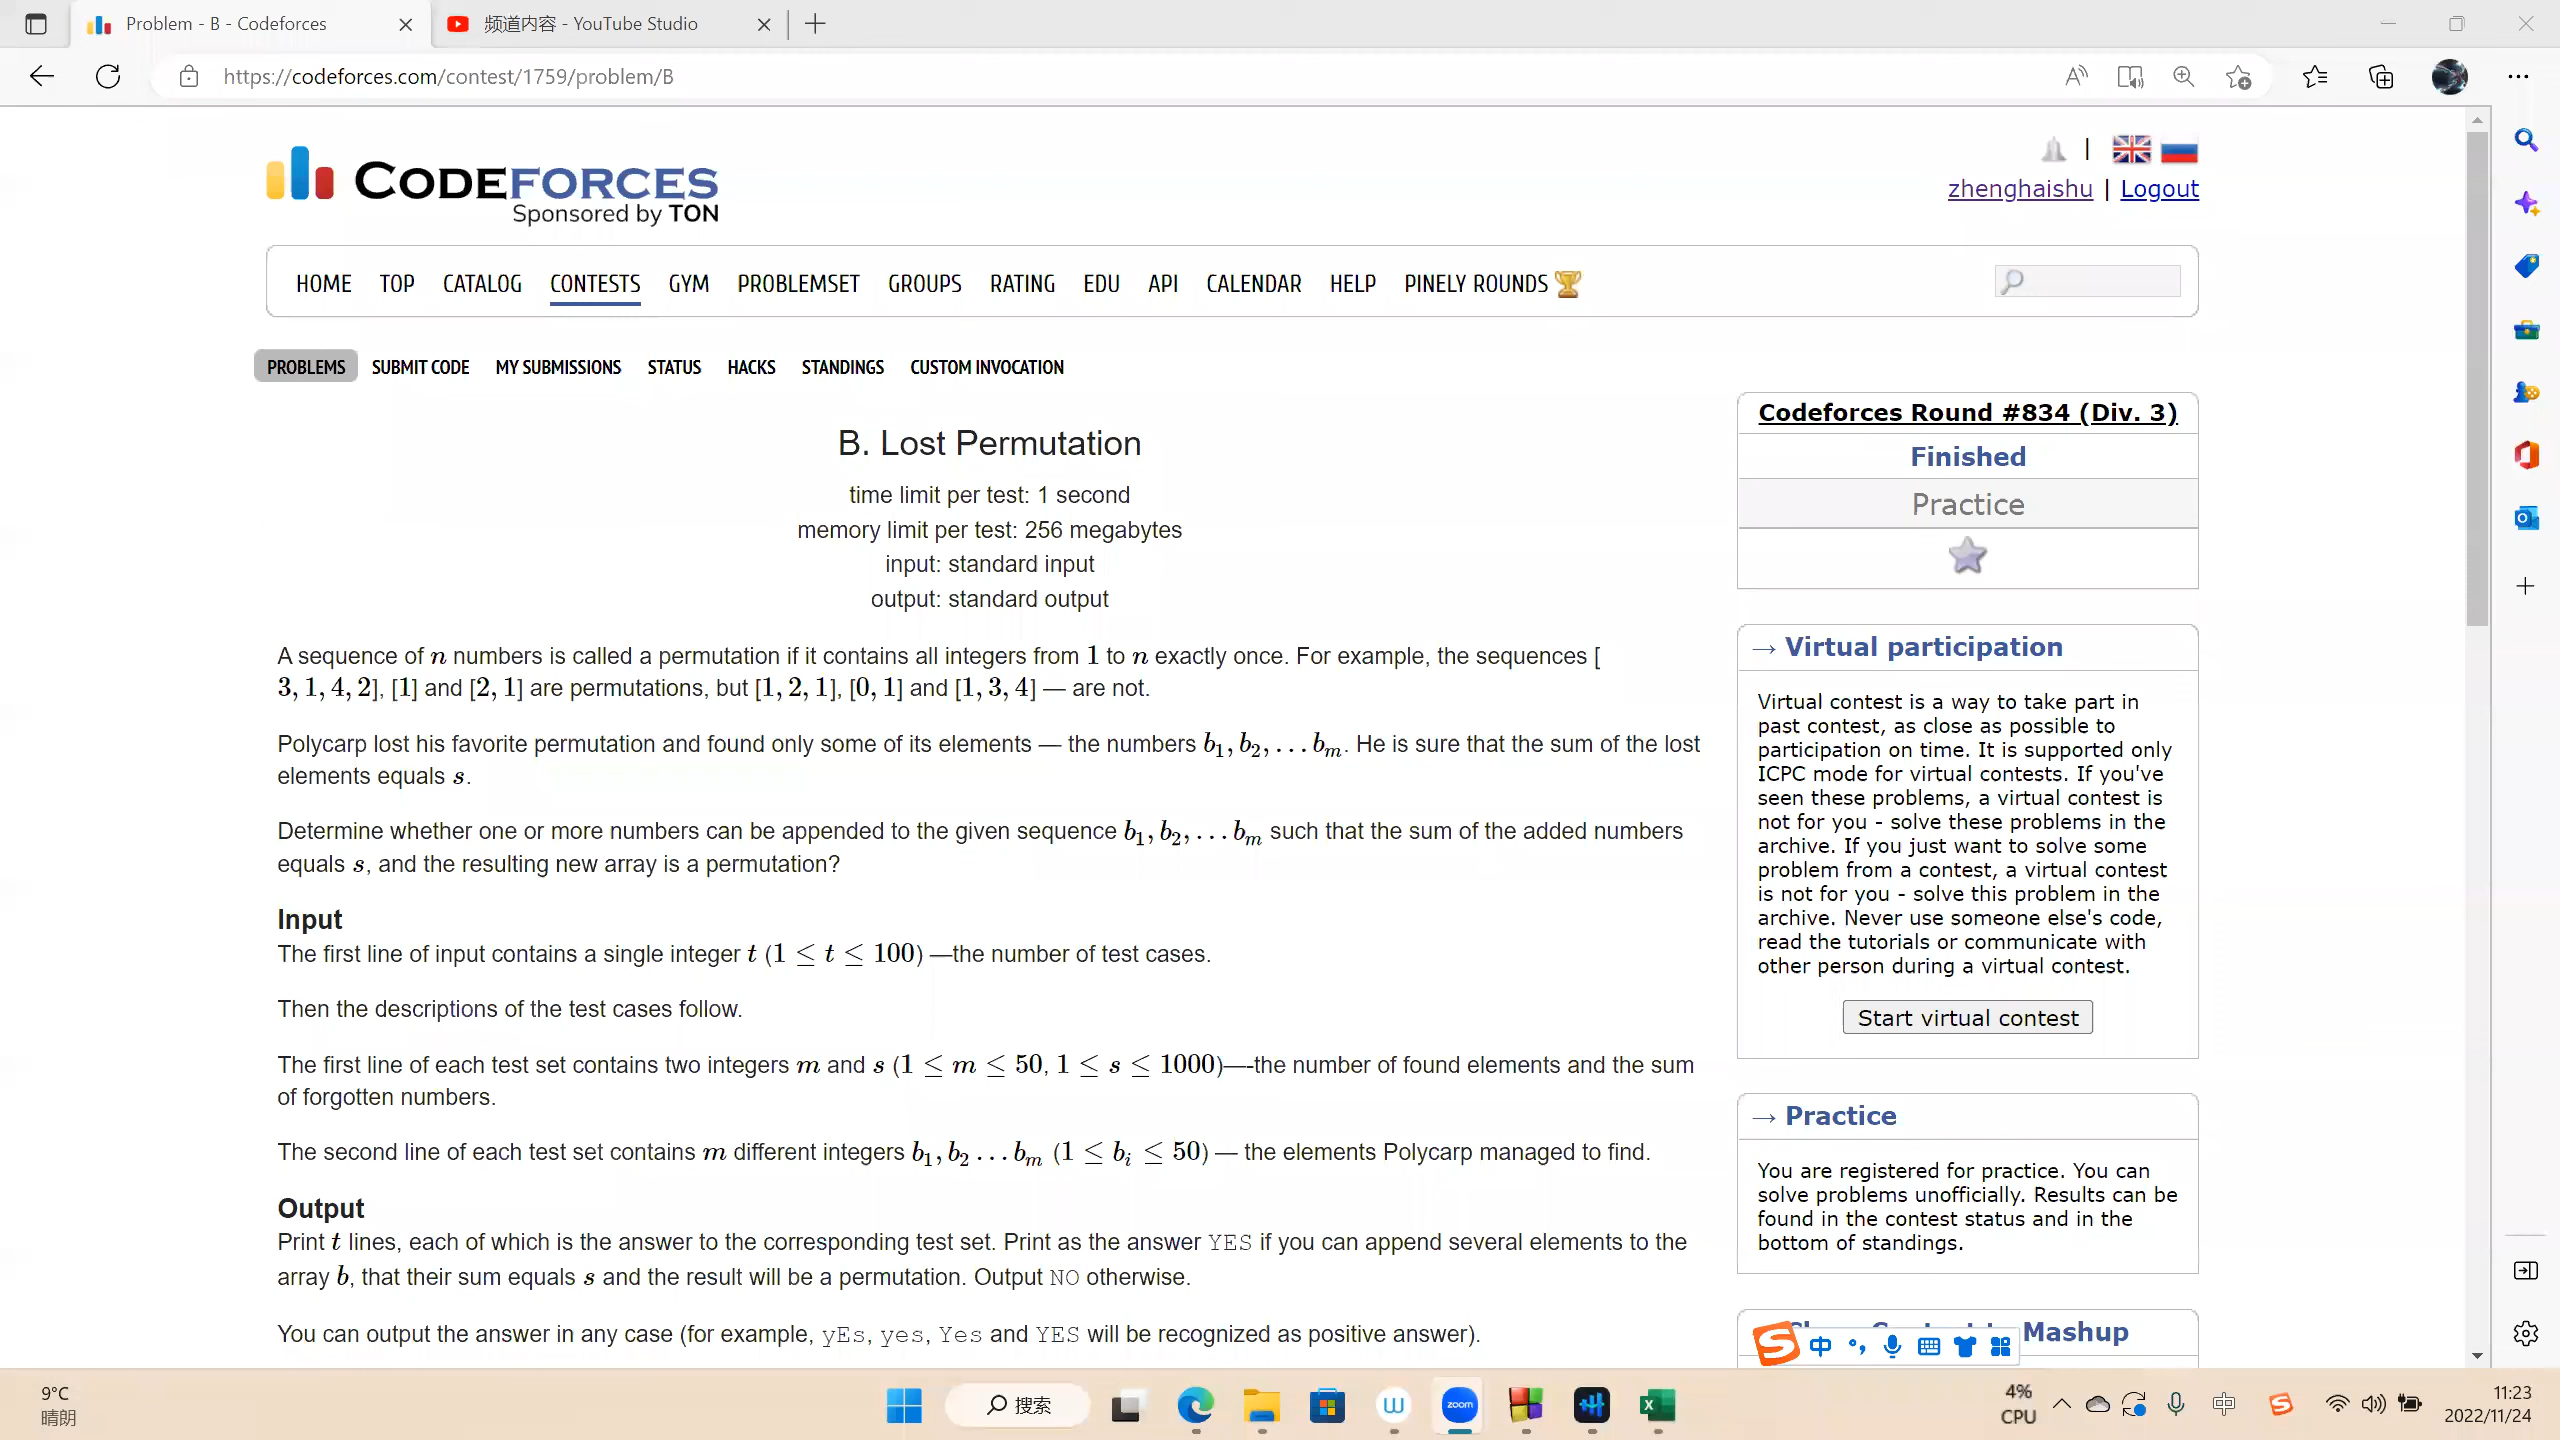 Problem - B - Codeforces
频道内容 - YouTube Studio
https://codeforces.com/contest/1759/problem/B
CODEFORCES
Sponsored by TON
|
zhenghaishu | Logout
HOME TOP CATALOG CONTESTS GYM PROBLEMSET GROUPS RATING EDU API CALENDAR HELP PINELY ROUNDS
PROBLEMS SUBMIT CODE MY SUBMISSIONS STATUS HACKS STANDINGS CUSTOM INVOCATION
B. Lost Permutation
time limit per test: 1 second
memory limit per test: 256 megabytes
input: standard input
output: standard output
A sequence of n numbers is called a permutation if it contains all integers from 1 to n exactly once. For example, the sequences [
3, 1, 4, 2], [1] and [2, 1] are permutations, but [1, 2, 1], [0, 1] and [1, 3, 4] — are not.
Polycarp lost his favorite permutation and found only some of its elements — the numbers b₁, b₂, … bₘ. He is sure that the sum of the lost
elements equals s.
Determine whether one or more numbers can be appended to the given sequence b₁, b₂, … bₘ such that the sum of the added numbers
equals s, and the resulting new array is a permutation?
Input
The first line of input contains a single integer t (1 ≤ t ≤ 100) —the number of test cases.
Then the descriptions of the test cases follow.
The first line of each test set contains two integers m and s (1 ≤ m ≤ 50, 1 ≤ s ≤ 1000)—-the number of found elements and the sum
of forgotten numbers.
The second line of each test set contains m different integers b₁, b₂ … bₘ (1 ≤ bᵢ ≤ 50) — the elements Polycarp managed to find.
Output
Print t lines, each of which is the answer to the corresponding test set. Print as the answer YES if you can append several elements to the
array b, that their sum equals s and the result will be a permutation. Output NO otherwise.
You can output the answer in any case (for example, yEs, yes, Yes and YES will be recognized as positive answer).
Codeforces Round #834 (Div. 3)
Finished
Practice
→ Virtual participation
Virtual contest is a way to take part in
past contest, as close as possible to
participation on time. It is supported only
ICPC mode for virtual contests. If you've
seen these problems, a virtual contest is
not for you - solve these problems in the
archive. If you just want to solve some
problem from a contest, a virtual contest
is not for you - solve this problem in the
archive. Never use someone else's code,
read the tutorials or communicate with
other person during a virtual contest.
Start virtual contest
→ Practice
You are registered for practice. You can
solve problems unofficially. Results can be
found in the contest status and in the
bottom of standings.
Mashup
中
9°C
晴朗
搜索
zoom
4%
CPU
中
11:23
2022/11/24